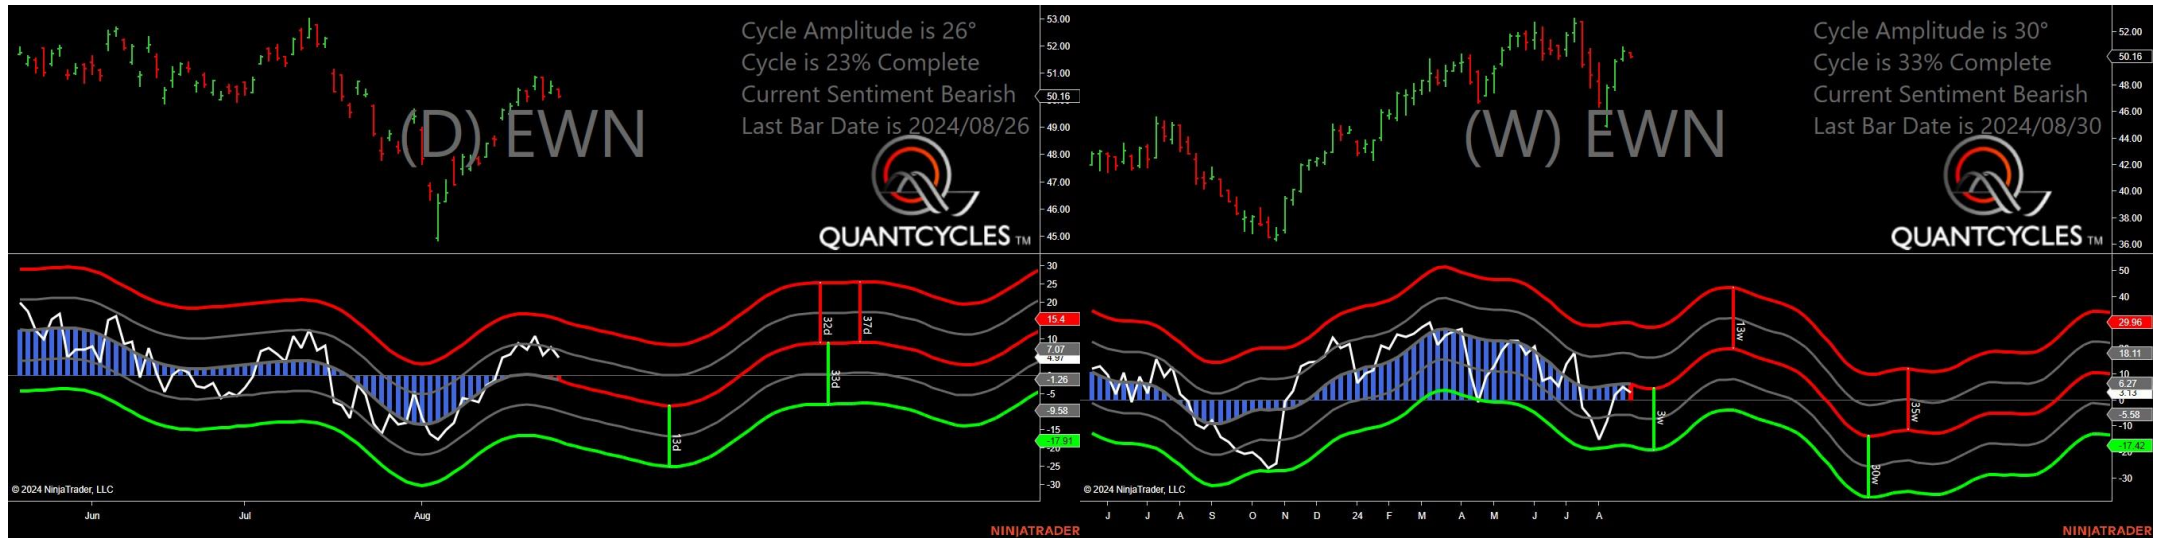 Cycle Amplitude is 26°
Cycle is 23% Complete
Current Sentiment Bearish
Last Bar Date is 2024/08/26
(D) EWN
QUANTCYCLES TM
53.00
52.00
51.00
50.16
49.00
48.00
47.00
46.00
45.00
30
25
20
15.4
10
7.07
4.97
-1.26
-5
-9.58
-15
-17.91
-25
-30
32d
37d
33d
13d
© 2024 NinjaTrader, LLC
Jun
Jul
Aug
NINJATRADER
Cycle Amplitude is 30°
Cycle is 33% Complete
Current Sentiment Bearish
Last Bar Date is 2024/08/30
(W) EWN
QUANTCYCLES TM
52.00
50.16
48.00
46.00
44.00
42.00
40.00
38.00
36.00
50
40
29.96
18.11
10
6.27
3.13
0
-5.58
-10
-17.42
-30
13w
3w
35w
30w
© 2024 NinjaTrader, LLC
J
J
A
S
O
N
D
24
F
M
A
M
J
J
A
NINJATRADER